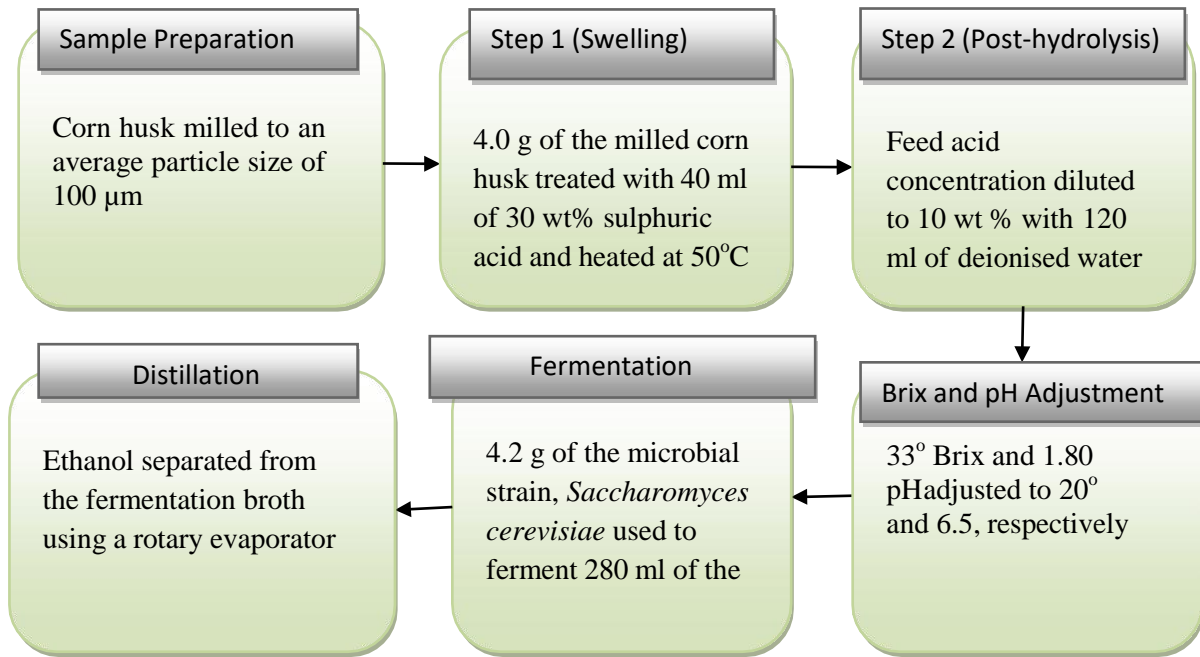 Sample Preparation
Corn husk milled to an
average particle size of
100 µm
Step 1 (Swelling)
4.0 g of the milled corn
husk treated with 40 ml
of 30 wt% sulphuric
acid and heated at 50°C
Step 2 (Post-hydrolysis)
Feed acid
concentration diluted
to 10 wt % with 120
ml of deionised water
Brix and pH Adjustment
33° Brix and 1.80
pHadjusted to 20°
and 6.5, respectively
Fermentation
4.2 g of the microbial
strain, Saccharomyces
cerevisiae used to
ferment 280 ml of the
Distillation
Ethanol separated from
the fermentation broth
using a rotary evaporator